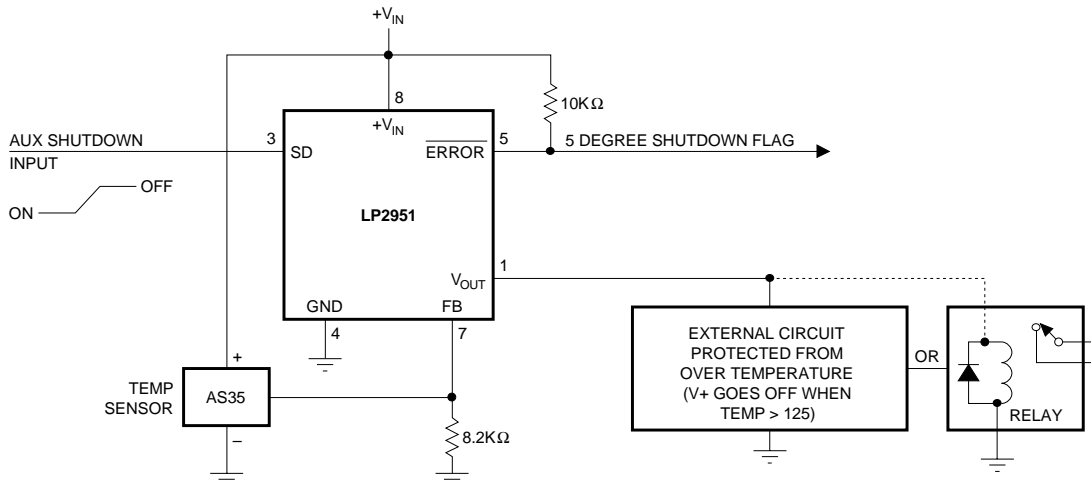 +VIN
8
+VIN
10KΩ
AUX SHUTDOWN
INPUT
3
SD
5
ERROR
5 DEGREE SHUTDOWN FLAG
OFF
ON
LP2951
VOUT
1
GND
FB
4
7
EXTERNAL CIRCUIT
PROTECTED FROM
OVER TEMPERATURE
(V+ GOES OFF WHEN
TEMP > 125)
OR
RELAY
+
TEMP
SENSOR
AS35
–
8.2KΩ